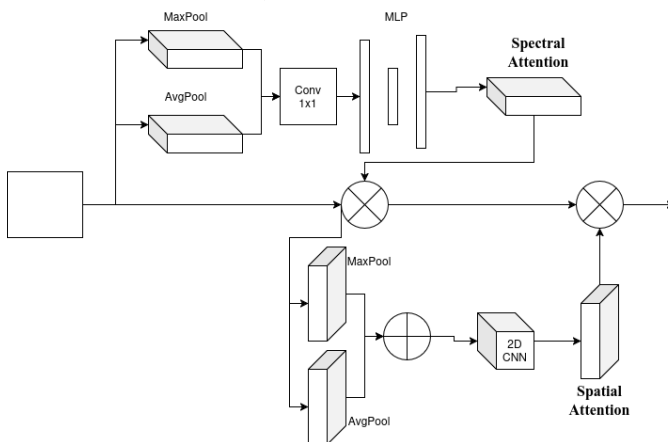 MaxPool
MLP
Spectral
Attention
AvgPool
Conv
1x1
MaxPool
2D
CNN
AvgPool
Spatial
Attention